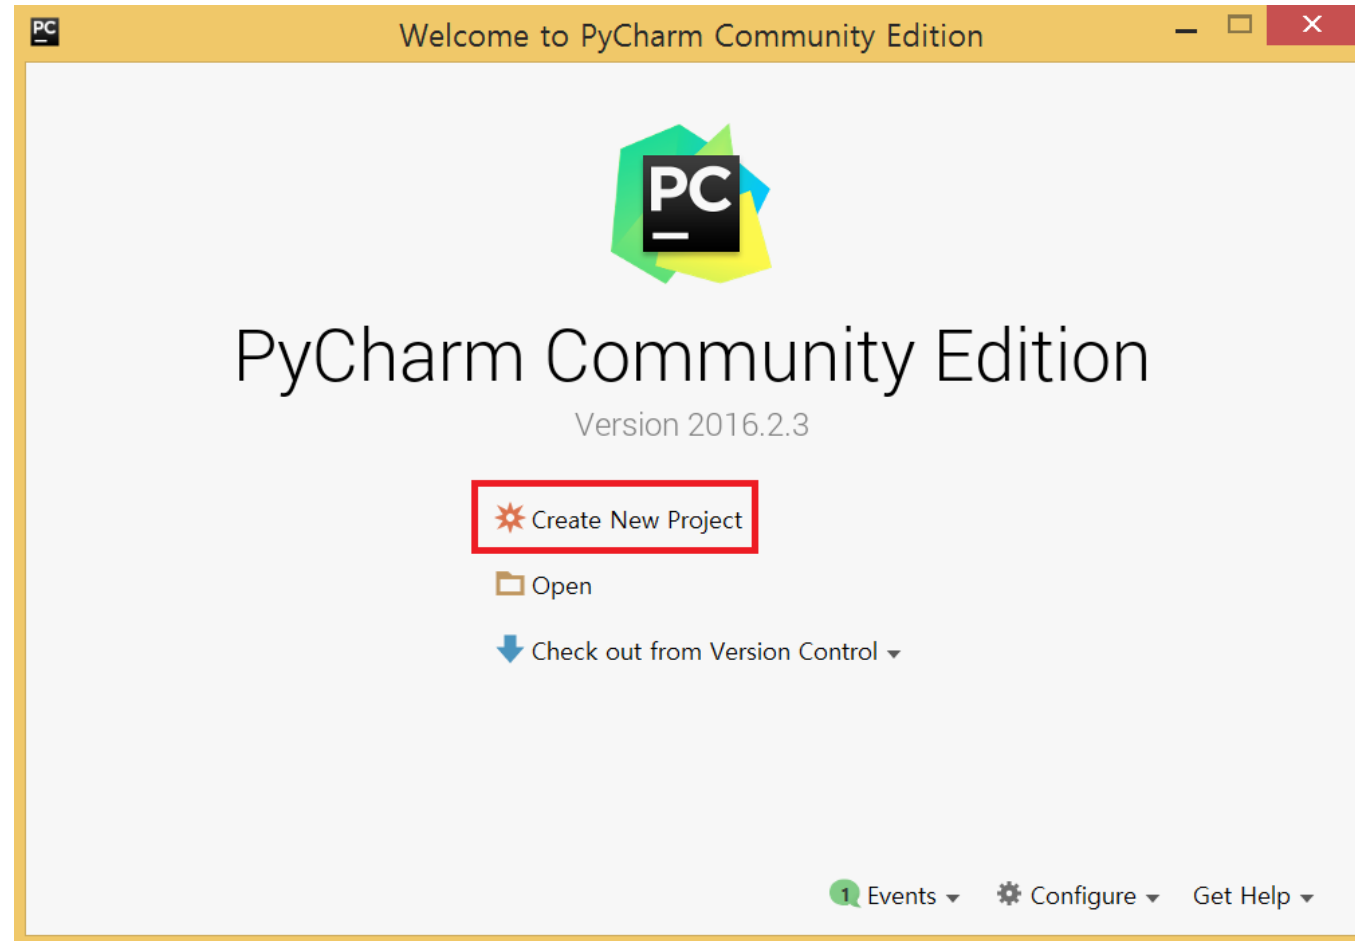 PC
Welcome to PyCharm Community Edition
PC
PyCharm Community Edition
Version 2016.2.3
Create New Project
Open
Check out from Version Control
1 Events Configure Get Help